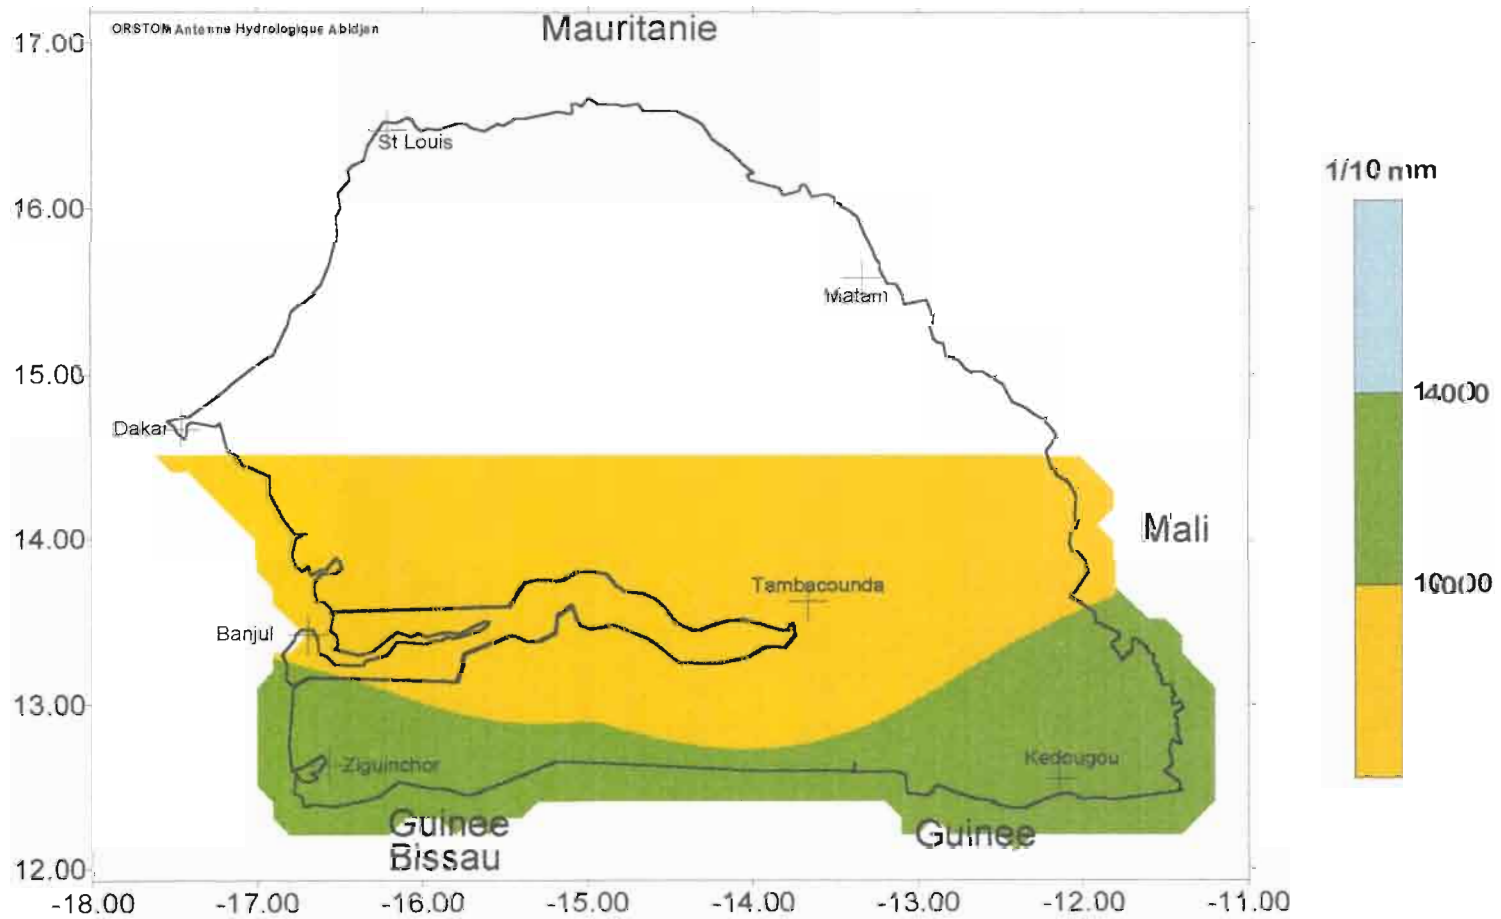 Mauritanie
17.00
ORSTOM Antenne Hydrologique Abidjan
St Louis
1/10 mm
16.00
Matam
15.00
14000
Dakar
Mali
14.00
10000
Tambacounda
Banjul
13.00
Ziguinchor
Kedougou
Guinee
Bissau
Guinee
12.00
-18.00 -17.00 -16.00 -15.00 -14.00 -13.00 -12.00 -11.00